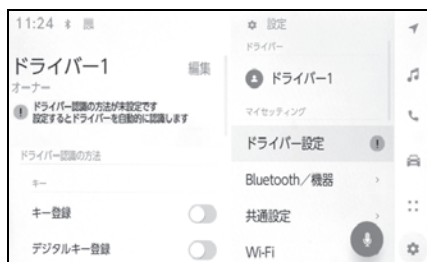 11:24
ドライバー1
編集
オーナー
ドライバー認識の方法が未設定です
設定するとドライバーを自動的に認識します
ドライバー認識の方法
キー
キー登録
デジタルキー登録
設定
ドライバー
ドライバー1
マイセッティング
ドライバー設定
Bluetooth/機器
共通設定
Wi-Fi